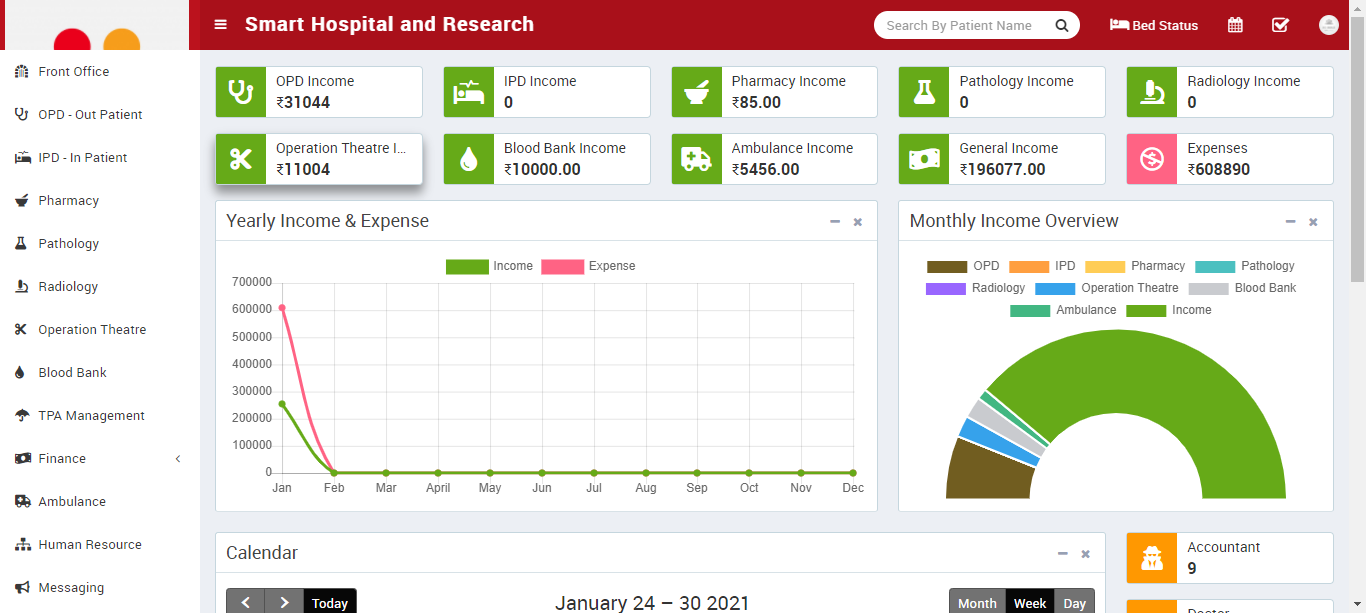 Smart Hospital and Research
Search By Patient Name
Bed Status
Front Office
OPD - Out Patient
IPD - In Patient
Pharmacy
Pathology
Radiology
Operation Theatre
Blood Bank
TPA Management
Finance
Ambulance
Human Resource
Messaging
OPD Income
₹31044
IPD Income
0
Pharmacy Income
₹85.00
Pathology Income
0
Radiology Income
0
Operation Theatre I...
₹11004
Blood Bank Income
₹10000.00
Ambulance Income
₹5456.00
General Income
₹196077.00
Expenses
₹608890
Yearly Income & Expense
Income Expense
700000
600000
500000
400000
300000
200000
100000
0
Jan Feb Mar April May Jun Jul Aug Sep Oct Nov Dec
Monthly Income Overview
OPD IPD Pharmacy Pathology
Radiology Operation Theatre Blood Bank
Ambulance Income
Calendar
Today
January 24 – 30 2021
Month Week Day
Accountant
9